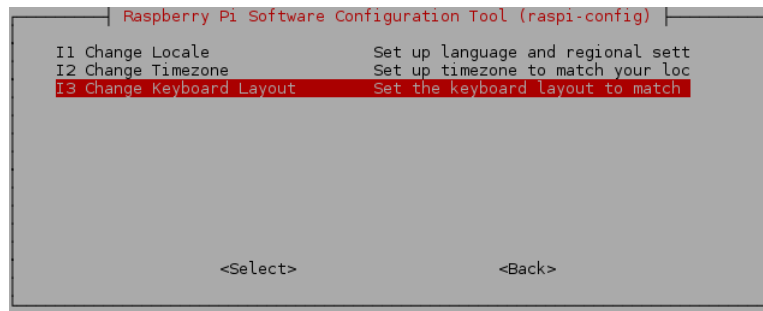 Raspberry Pi Software Configuration Tool (raspi-config)
I1 Change Locale Set up language and regional sett
I2 Change Timezone Set up timezone to match your loc
I3 Change Keyboard Layout Set the keyboard layout to match
<Select> <Back>